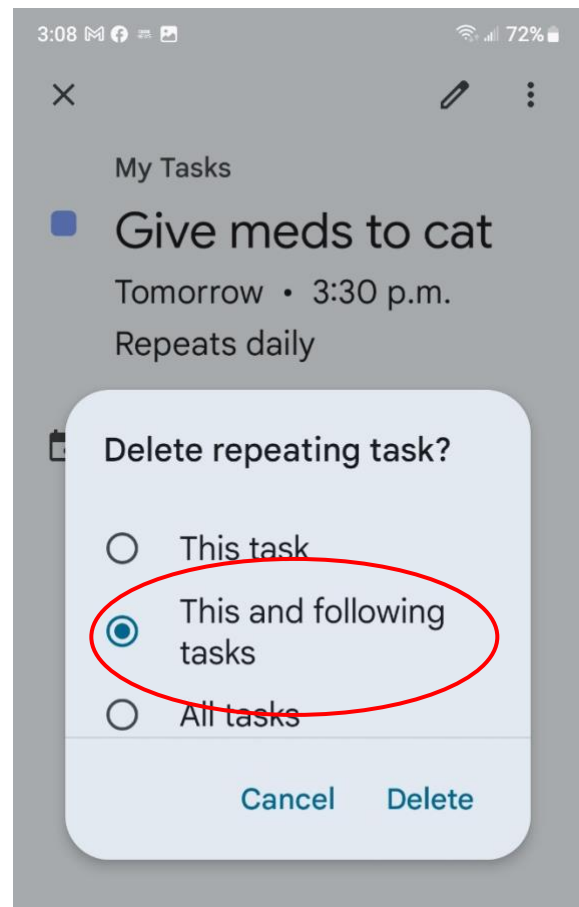 3:08 72%
My Tasks
Give meds to cat
Tomorrow • 3:30 p.m.
Repeats daily
Delete repeating task?
This task
This and following
tasks
All tasks
Cancel Delete